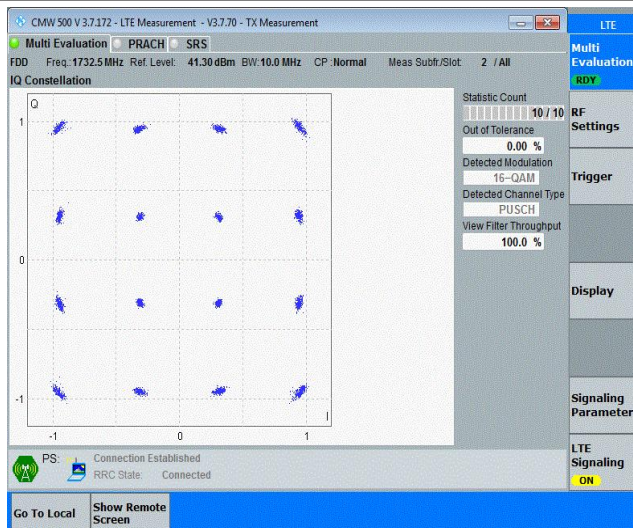 CMW 500 V 3.7.172 - LTE Measurement - V3.7.70 - TX Measurement
LTE
Multi Evaluation PRACH SRS
Multi
Evaluation
RDY
FDD Freq.: 1732.5 MHz Ref. Level: 41.30 dBm BW: 10.0 MHz CP : Normal Meas Subfr./Slot: 2 / All
IQ Constellation
Q
1
0
-1
-1 0 1
I
Statistic Count
10 / 10
Out of Tolerance
0.00 %
Detected Modulation
16-QAM
Detected Channel Type
PUSCH
View Filter Throughput
100.0 %
RF
Settings
Trigger
Display
Signaling
Parameter
LTE
Signaling
ON
PS: Connection Established
RRC State: Connected
Go To Local
Show Remote
Screen